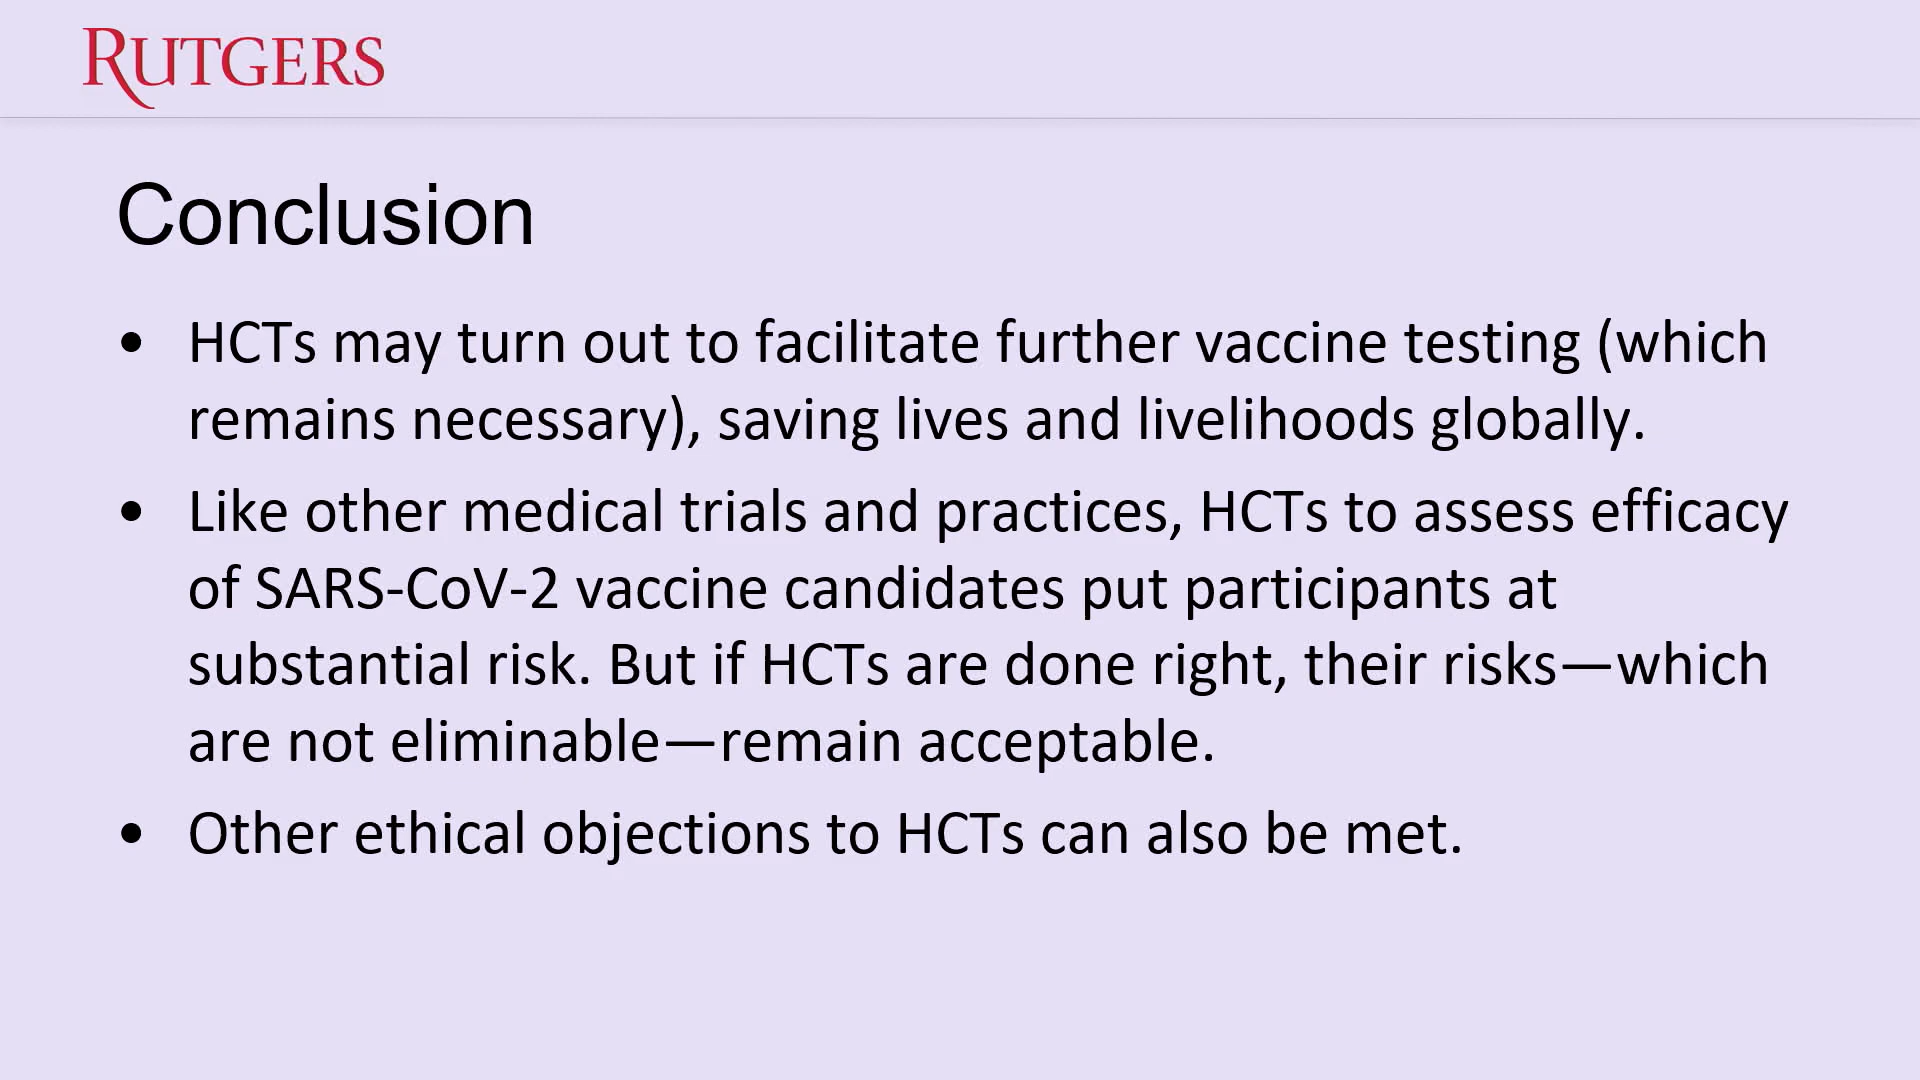 RUTGERS
Conclusion
• HCTs may turn out to facilitate further vaccine testing (which
remains necessary), saving lives and livelihoods globally.
• Like other medical trials and practices, HCTs to assess efficacy
of SARS-CoV-2 vaccine candidates put participants at
substantial risk. But if HCTs are done right, their risks—which
are not eliminable—remain acceptable.
• Other ethical objections to HCTs can also be met.